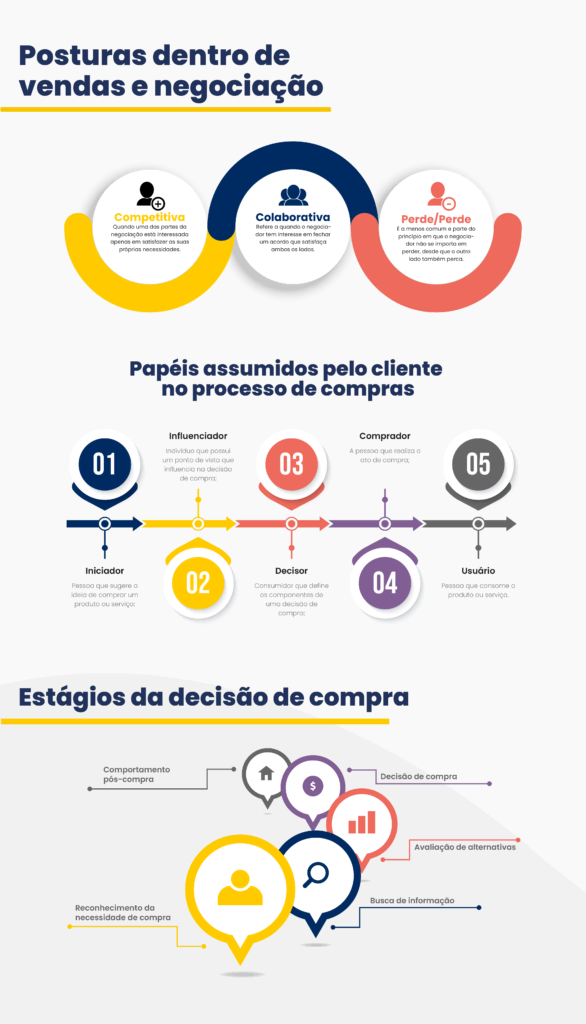 Posturas dentro de
vendas e negociação
Competitiva
Quando uma das partes da
negociação está interessada
apenas em satisfazer as suas
próprias necessidades.
Colaborativa
Refere a quando o negocia-
dor tem interesse em fechar
um acordo que satisfaça
ambos os lados.
Perde/Perde
É a menos comum e parte do
princípio em que o negocia-
dor não se importa em
perder, desde que o outro
lado também perca.
Papéis assumidos pelo cliente
no processo de compras
01
Iniciador
Pessoa que sugere a
ideia de comprar um
produto ou serviço;
Influenciador
Indivíduo que possui
um ponto de vista que
influencia na decisão
de compra;
02
03
Decisor
Consumidor que define
os componentes de
uma decisão de
compra;
Comprador
A pessoa que realiza o
ato de compra;
04
05
Usuário
Pessoa que consome o
produto ou serviço.
Estágios da decisão de compra
Comportamento
pós-compra
$
Decisão de compra
Avaliação de alternativas
Busca de informação
Reconhecimento da
necessidade de compra